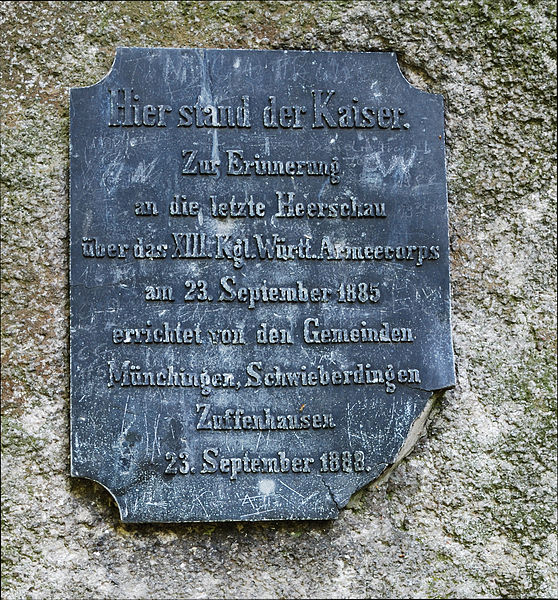 Hier stand der Kaiser.
Zur Erinnerung
an die letzte Heerschau
über das XIII. Kgl. Württ. Armeecorps
am 23. September 1885
errichtet von den Gemeinden
Münchingen, Schwieberdingen
Zuffenhausen
23. September 1888.